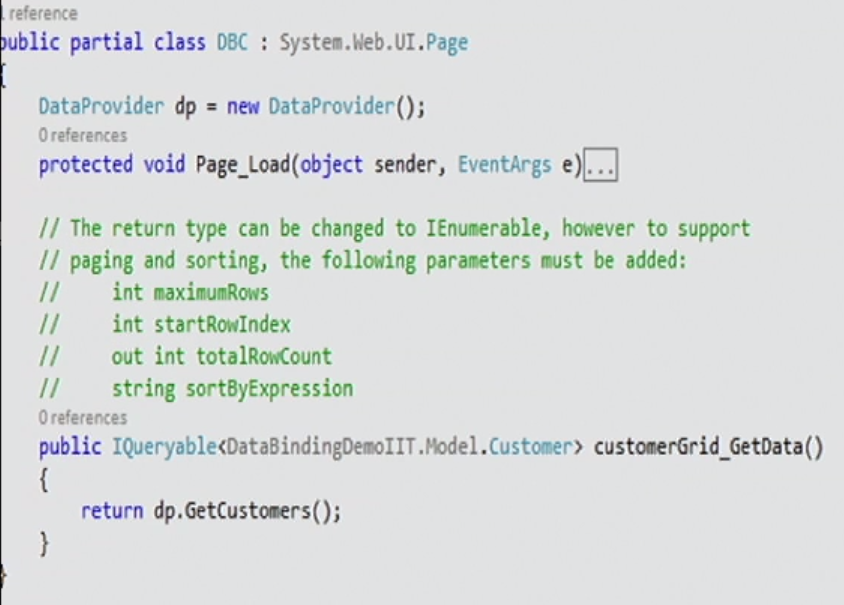 1 reference
public partial class DBC : System.Web.UI.Page
{
DataProvider dp = new DataProvider();
0 references
protected void Page_Load(object sender, EventArgs e)...
// The return type can be changed to IEnumerable, however to support
// paging and sorting, the following parameters must be added:
//     int maximumRows
//     int startRowIndex
//     out int totalRowCount
//     string sortByExpression
0 references
public IQueryable<DataBindingDemoIIT.Model.Customer> customerGrid_GetData()
{
return dp.GetCustomers();
}
}